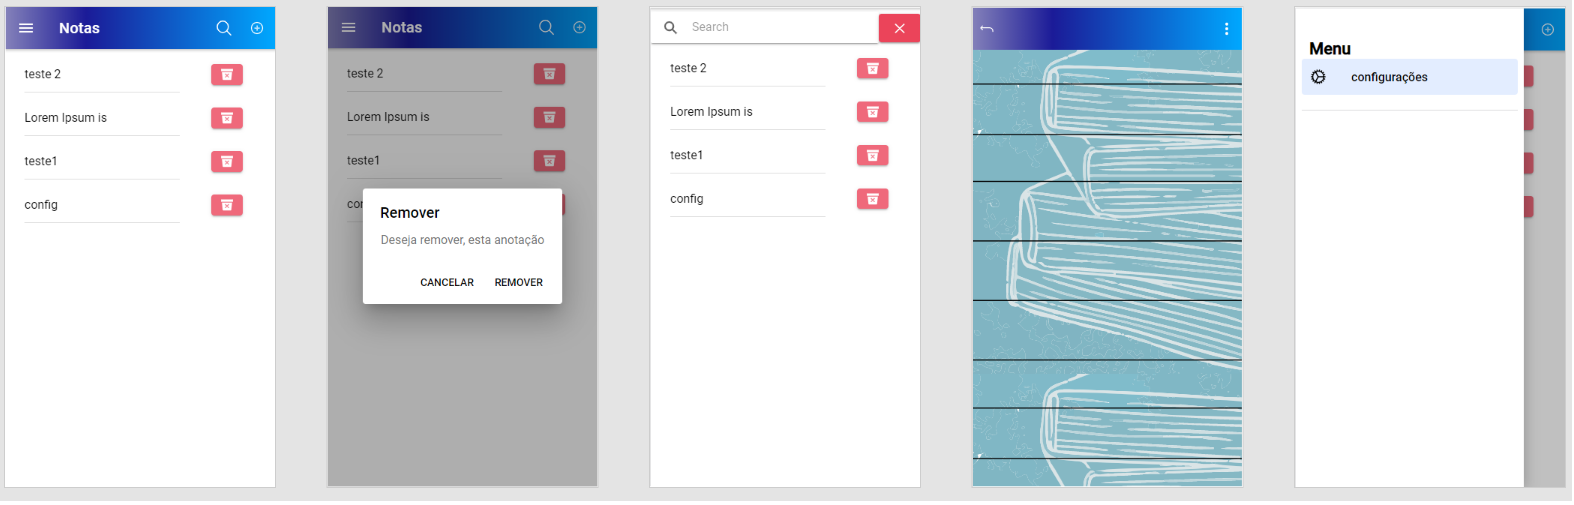 Notas
teste 2
Lorem Ipsum is
teste1
config
Notas
teste 2
Lorem Ipsum is
teste1
con
Remover
Deseja remover, esta anotação
CANCELAR REMOVER
Search
teste 2
Lorem Ipsum is
teste1
config
Menu
configurações